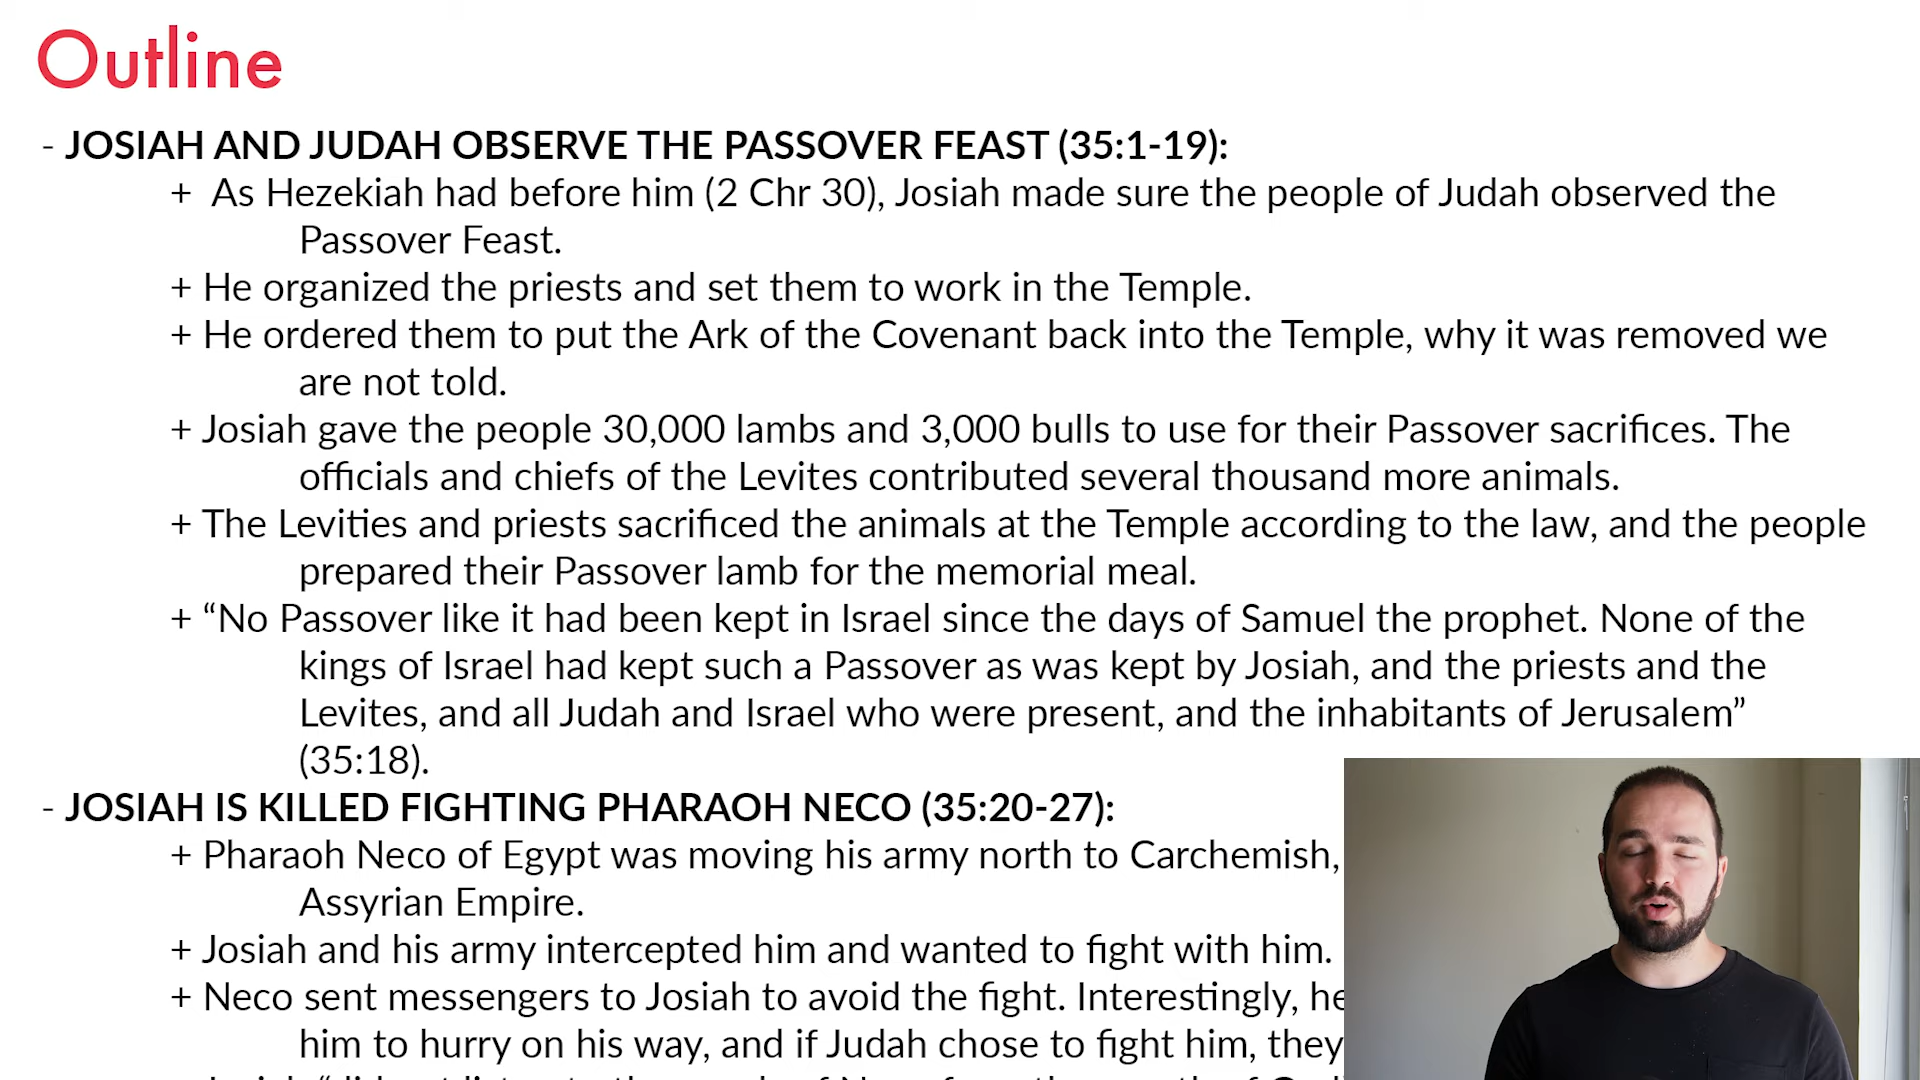 Outline
- JOSIAH AND JUDAH OBSERVE THE PASSOVER FEAST (35:1-19):
+ As Hezekiah had before him (2 Chr 30), Josiah made sure the people of Judah observed the
Passover Feast.
+ He organized the priests and set them to work in the Temple.
+ He ordered them to put the Ark of the Covenant back into the Temple, why it was removed we
are not told.
+ Josiah gave the people 30,000 lambs and 3,000 bulls to use for their Passover sacrifices. The
officials and chiefs of the Levites contributed several thousand more animals.
+ The Levities and priests sacrificed the animals at the Temple according to the law, and the people
prepared their Passover lamb for the memorial meal.
+ “No Passover like it had been kept in Israel since the days of Samuel the prophet. None of the
kings of Israel had kept such a Passover as was kept by Josiah, and the priests and the
Levites, and all Judah and Israel who were present, and the inhabitants of Jerusalem”
(35:18).
- JOSIAH IS KILLED FIGHTING PHARAOH NECO (35:20-27):
+ Pharaoh Neco of Egypt was moving his army north to Carchemish,
Assyrian Empire.
+ Josiah and his army intercepted him and wanted to fight with him.
+ Neco sent messengers to Josiah to avoid the fight. Interestingly, he
him to hurry on his way, and if Judah chose to fight him, they